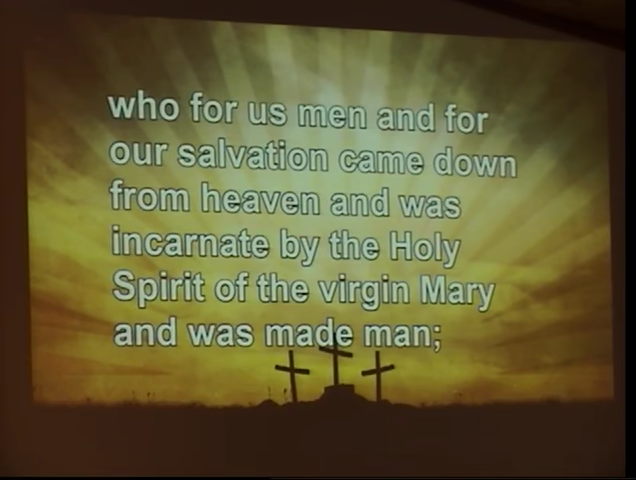 who for us men and for
our salvation came down
from heaven and was
incarnate by the Holy
Spirit of the virgin Mary
and was made man;